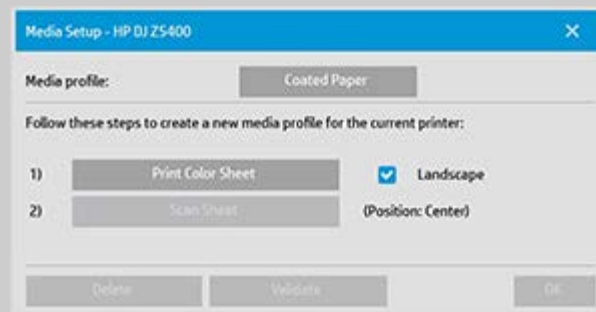 Media Setup - HP DJ Z5400
Media profile: Coated Paper
Follow these steps to create a new media profile for the current printer:
1) Print Color Sheet Landscape
2) Scan Sheet (Position: Center)
Delete Validate OK